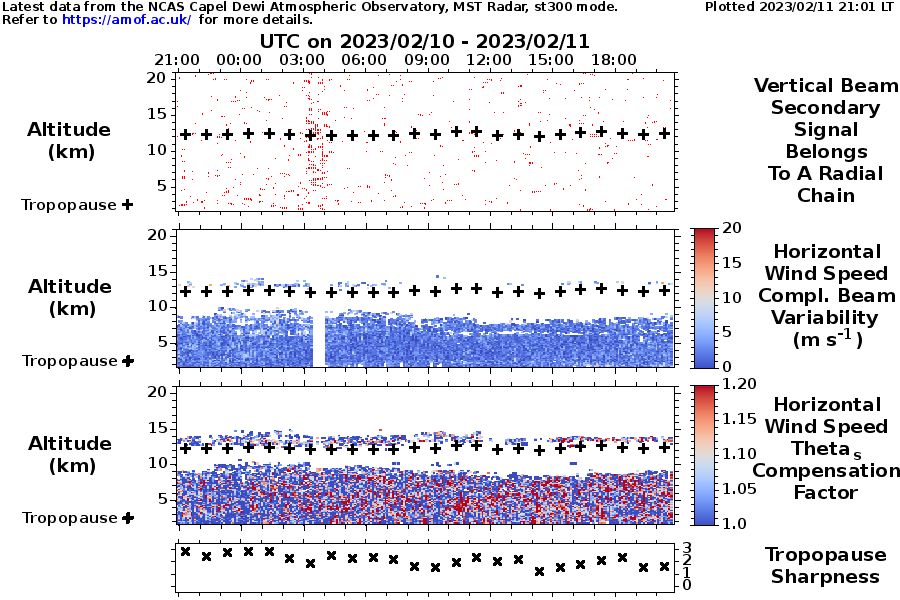 Latest data from the NCAS Capel Dewi Atmospheric Observatory, MST Radar, st300 mode.
Plotted 2023/02/11 21:01 LT
Refer to https://amof.ac.uk/ for more details.
UTC on 2023/02/10 - 2023/02/11
21:00 00:00 03:00 06:00 09:00 12:00 15:00 18:00
20
15
10
5
Altitude
(km)
Tropopause +
Vertical Beam
Secondary
Signal
Belongs
To A Radial
Chain
20
15
10
5
Altitude
(km)
Tropopause +
20
15
10
5
0
Horizontal
Wind Speed
Compl. Beam
Variability
(m s-1)
20
15
10
5
Altitude
(km)
Tropopause +
1.20
1.15
1.10
1.05
1.0
Horizontal
Wind Speed
Theta s
Compensation
Factor
3
2
1
0
Tropopause
Sharpness